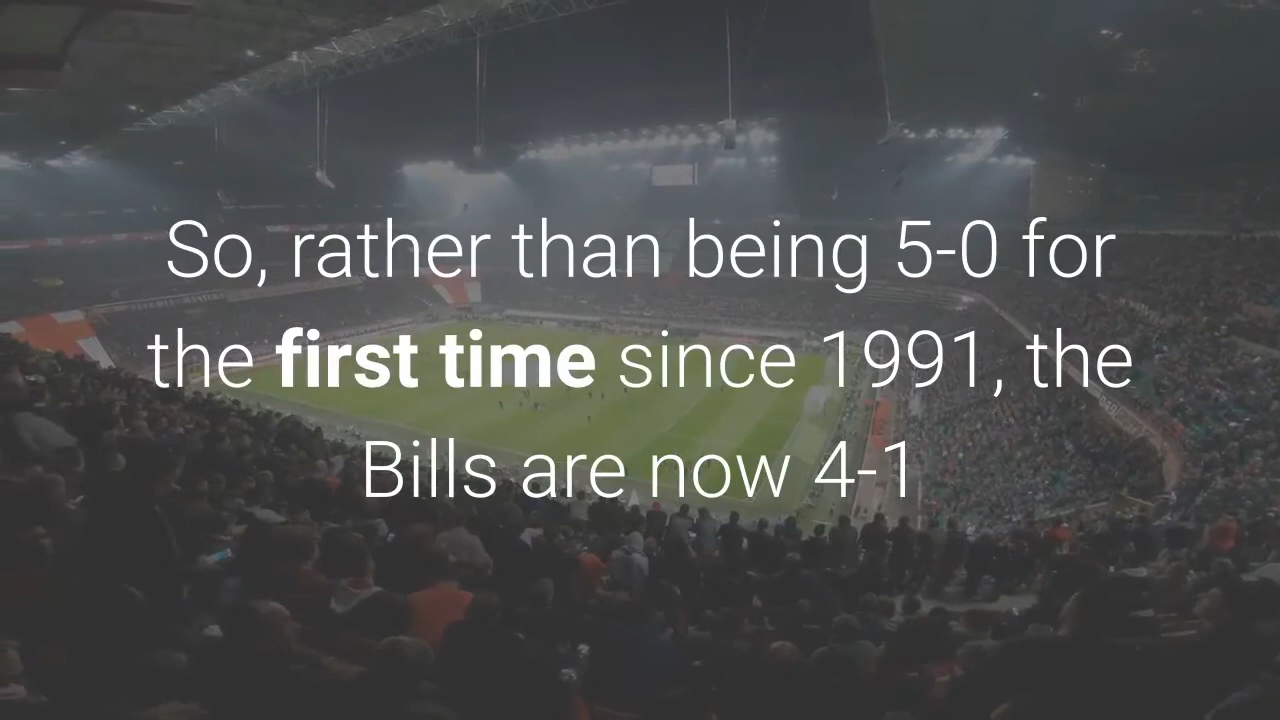 So, rather than being 5-0 for
the first time since 1991, the
Bills are now 4-1